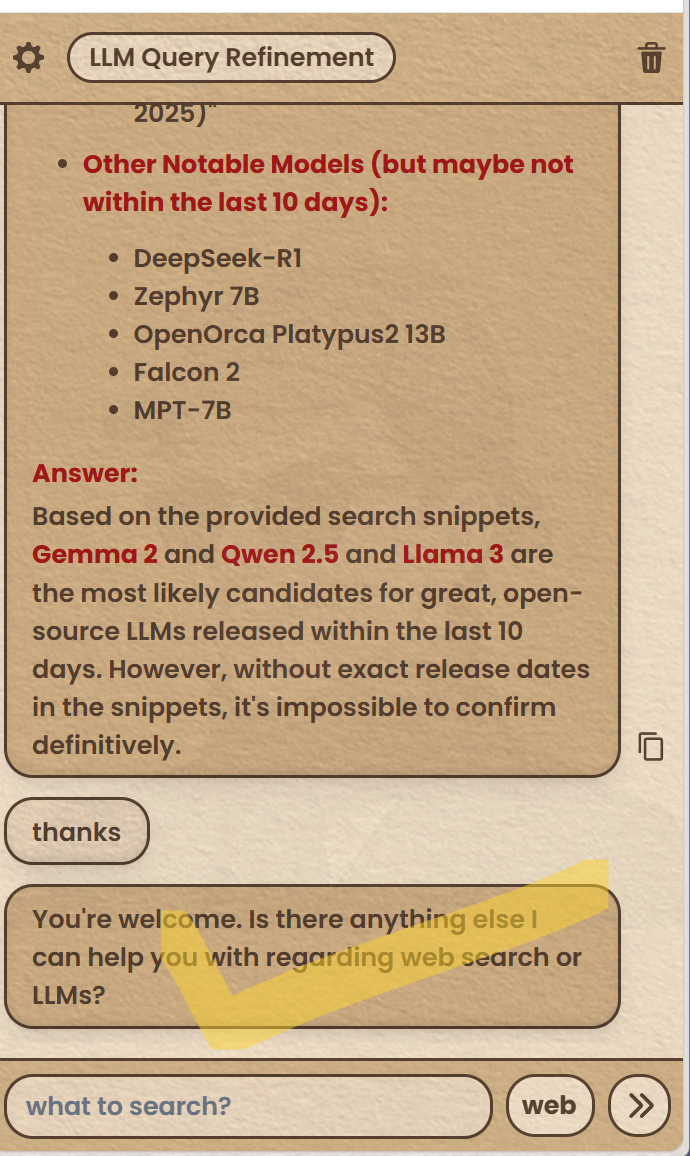 LLM Query Refinement
2025)"
Other Notable Models (but maybe not
within the last 10 days):
DeepSeek-R1
Zephyr 7B
OpenOrca Platypus2 13B
Falcon 2
MPT-7B
Answer:
Based on the provided search snippets,
Gemma 2 and Qwen 2.5 and Llama 3 are
the most likely candidates for great, open-
source LLMs released within the last 10
days. However, without exact release dates
in the snippets, it's impossible to confirm
definitively.
thanks
You're welcome. Is there anything else I
can help you with regarding web search or
LLMs?
what to search?
web